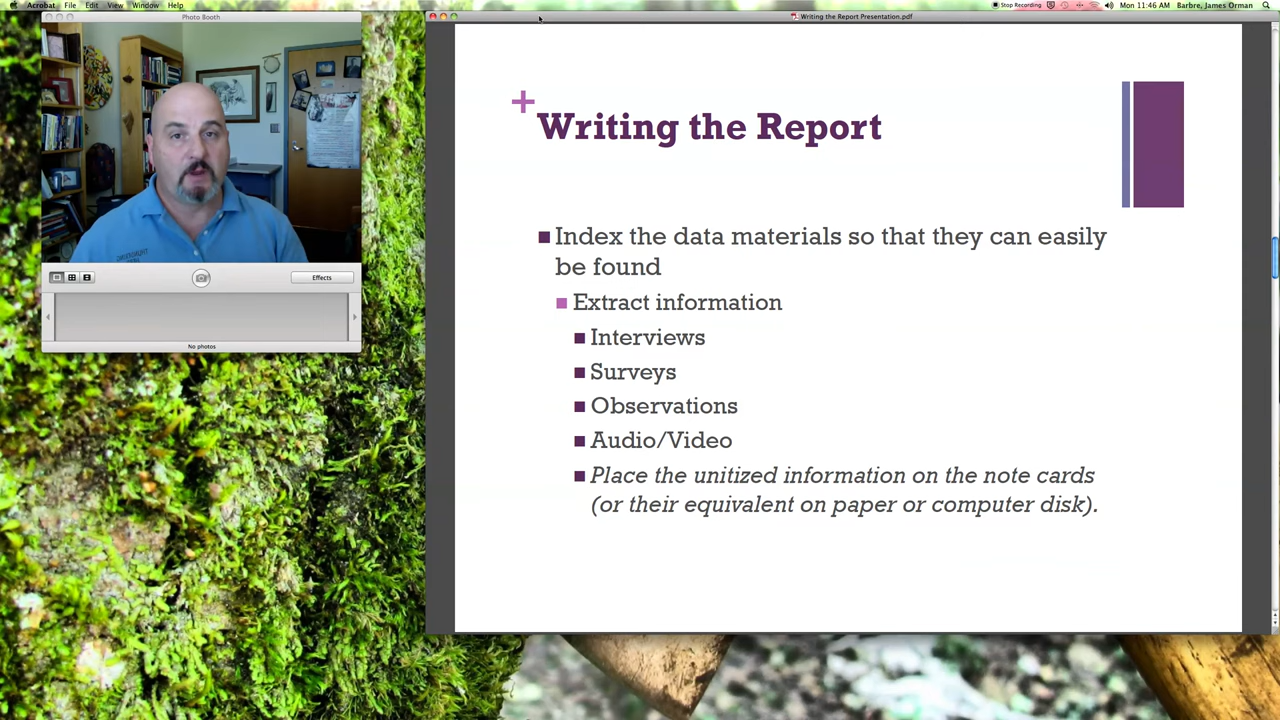 Acrobat File Edit View Window Help
Stop Recording Mon 11:46 AM Barbre, James Orman
Photo Booth
Writing the Report Presentation.pdf
Effects
No photos
+
Writing the Report
Index the data materials so that they can easily
be found
Extract information
Interviews
Surveys
Observations
Audio/Video
Place the unitized information on the note cards
(or their equivalent on paper or computer disk).